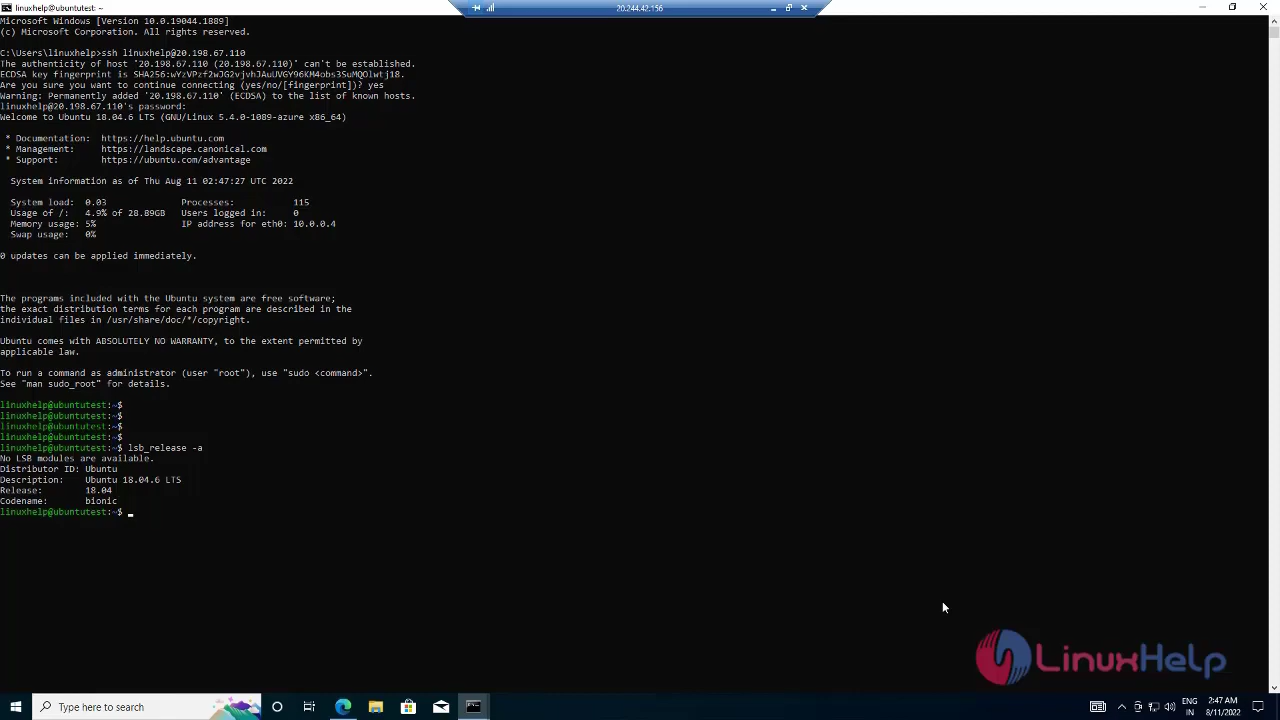 linuxhelp@ubuntutest: ~
20.244.42.156
Microsoft Windows [Version 10.0.19044.1889]
(c) Microsoft Corporation. All rights reserved.
C:\Users\linuxhelp>ssh linuxhelp@20.198.67.110
The authenticity of host '20.198.67.110 (20.198.67.110)' can't be established.
ECDSA key fingerprint is SHA256:wYzVPzf2wJG2vjvhJAuUVGY96KM4obs3SuMQOlwtj18.
Are you sure you want to continue connecting (yes/no/[fingerprint])? yes
Warning: Permanently added '20.198.67.110' (ECDSA) to the list of known hosts.
linuxhelp@20.198.67.110's password:
Welcome to Ubuntu 18.04.6 LTS (GNU/Linux 5.4.0-1089-azure x86_64)
* Documentation:  https://help.ubuntu.com
* Management:     https://landscape.canonical.com
* Support:        https://ubuntu.com/advantage
System information as of Thu Aug 11 02:47:27 UTC 2022
System load:  0.03              Processes:           115
Usage of /:   4.9% of 28.89GB   Users logged in:     0
Memory usage: 5%                IP address for eth0: 10.0.0.4
Swap usage:   0%
0 updates can be applied immediately.
The programs included with the Ubuntu system are free software;
the exact distribution terms for each program are described in the
individual files in /usr/share/doc/*/copyright.
Ubuntu comes with ABSOLUTELY NO WARRANTY, to the extent permitted by
applicable law.
To run a command as administrator (user "root"), use "sudo <command>".
See "man sudo_root" for details.
linuxhelp@ubuntutest:~$
linuxhelp@ubuntutest:~$
linuxhelp@ubuntutest:~$
linuxhelp@ubuntutest:~$
linuxhelp@ubuntutest:~$ lsb_release -a
No LSB modules are available.
Distributor ID: Ubuntu
Description:    Ubuntu 18.04.6 LTS
Release:        18.04
Codename:       bionic
linuxhelp@ubuntutest:~$ _
LinuxHelp
Type here to search
ENG
IN
2:47 AM
8/11/2022